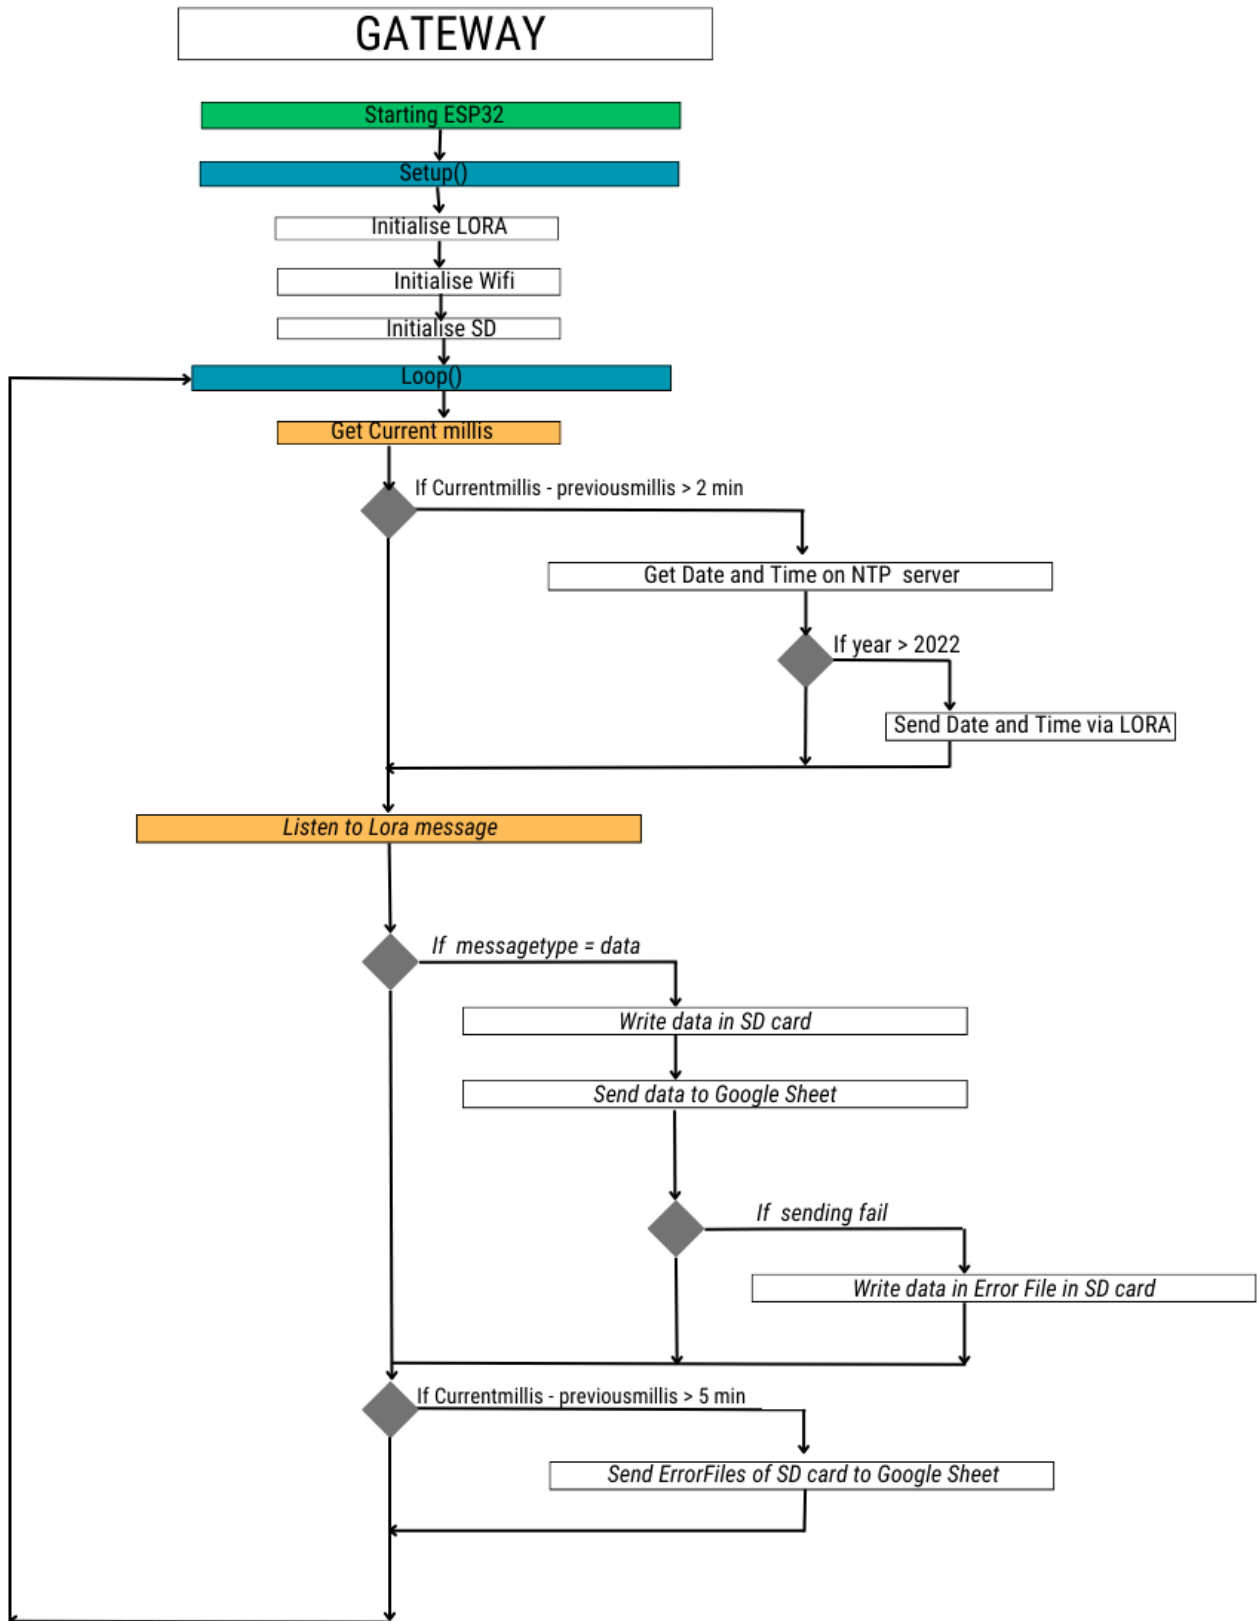 GATEWAY
Starting ESP32
Setup()
Initialise LORA
Initialise Wifi
Initialise SD
Loop()
Get Current millis
If Currentmillis - previousmillis > 2 min
Get Date and Time on NTP server
If year > 2022
Send Date and Time via LORA
Listen to Lora message
If messagetype = data
Write data in SD card
Send data to Google Sheet
If sending fail
Write data in Error File in SD card
If Currentmillis - previousmillis > 5 min
Send ErrorFiles of SD card to Google Sheet